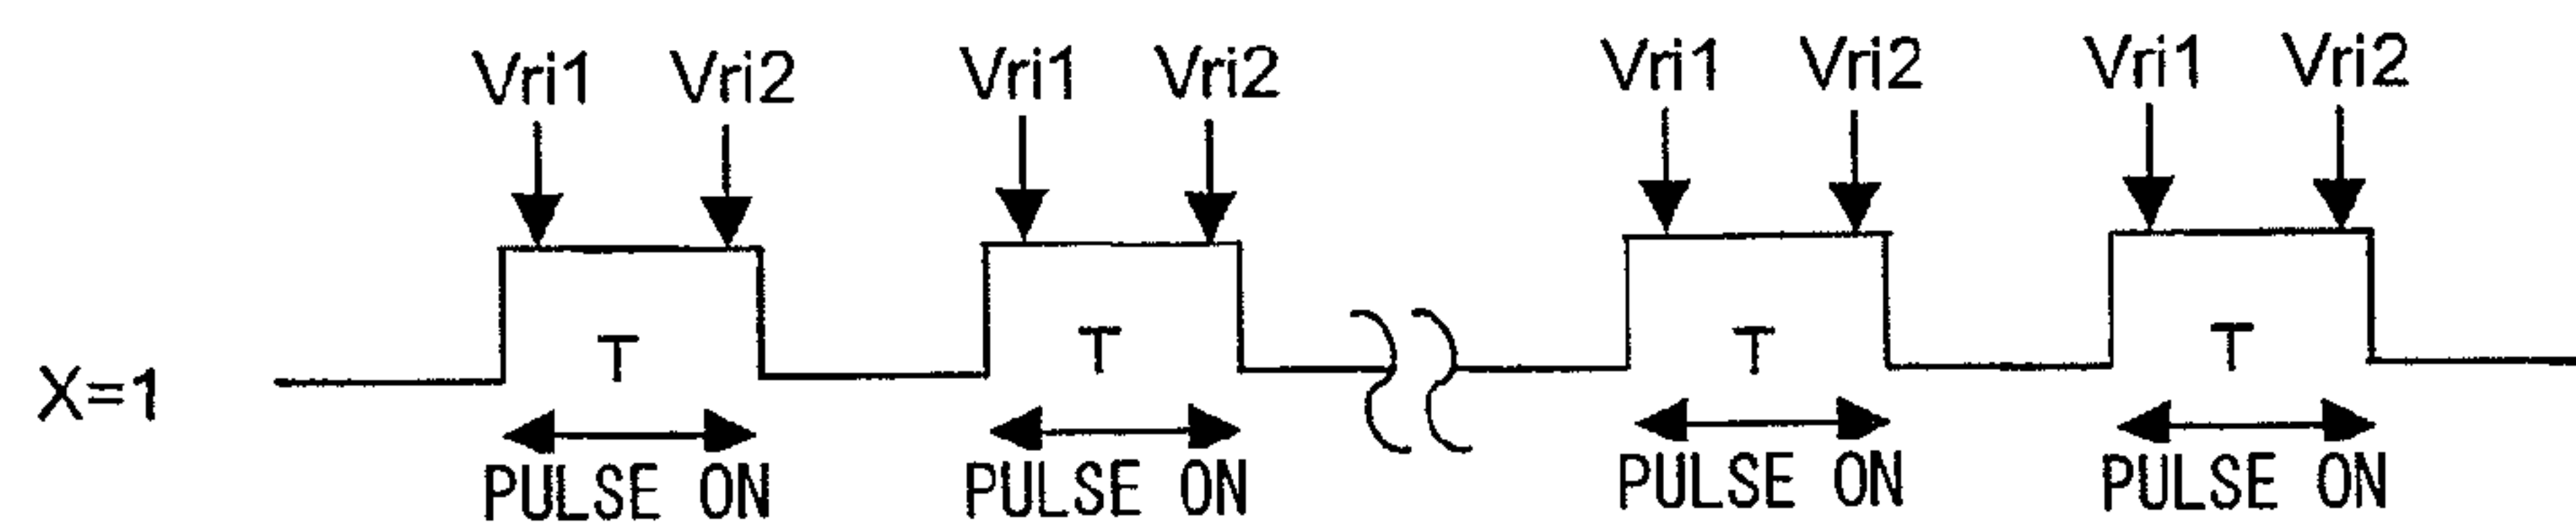 Vri1 Vri2 Vri1 Vri2 Vri1 Vri2 Vri1 Vri2
T T T T
X=1
PULSE ON PULSE ON PULSE ON PULSE ON